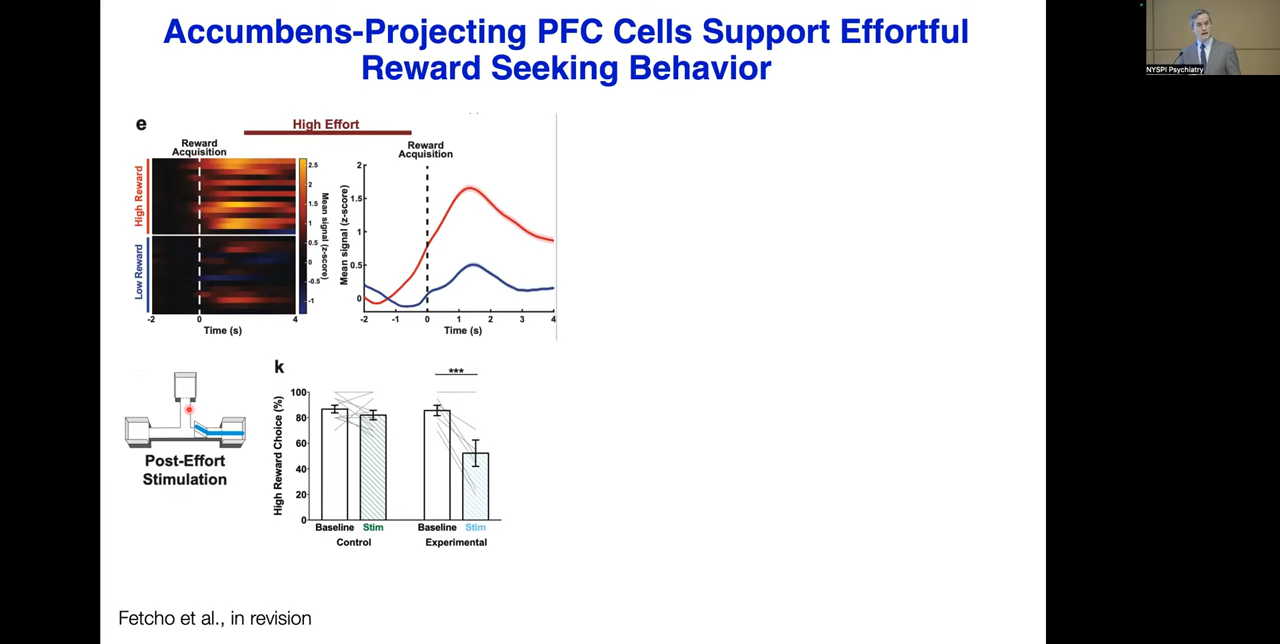 Accumbens-Projecting PFC Cells Support Effortful
Reward Seeking Behavior
NYSPI Psychiatry
e
High Effort
Reward
Acquisition
High Reward
Low Reward
2.5
2
1.5
1
0.5
0
-0.5
-1
Mean signal (z-score)
-2
0
4
Time (s)
Reward
Acquisition
Mean signal (z-score)
2
1.5
1
0.5
0
-2
-1
0
1
2
3
4
Time (s)
Post-Effort
Stimulation
k
***
High Reward Choice (%)
100
80
60
40
20
0
Baseline Stim Baseline Stim
Control Experimental
Fetcho et al., in revision